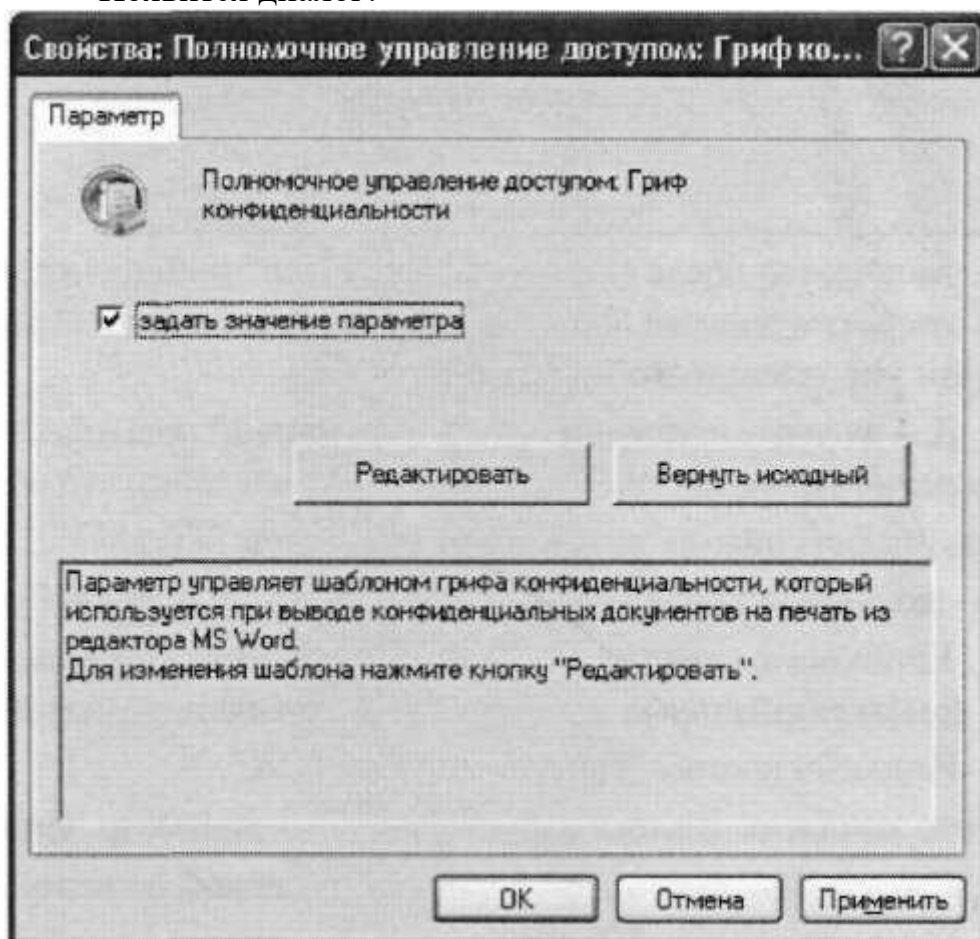 Появится диалог:
Свойства: Полномочное управление доступом: Гриф ко...
Параметр
Полномочное управление доступом: Гриф
конфиденциальности
задать значение параметра
Редактировать
Вернуть исходный
Параметр управляет шаблоном грифа конфиденциальности, который
используется при выводе конфиденциальных документов на печать из
редактора MS Word.
Для изменения шаблона нажмите кнопку "Редактировать".
OK
Отмена
Применить